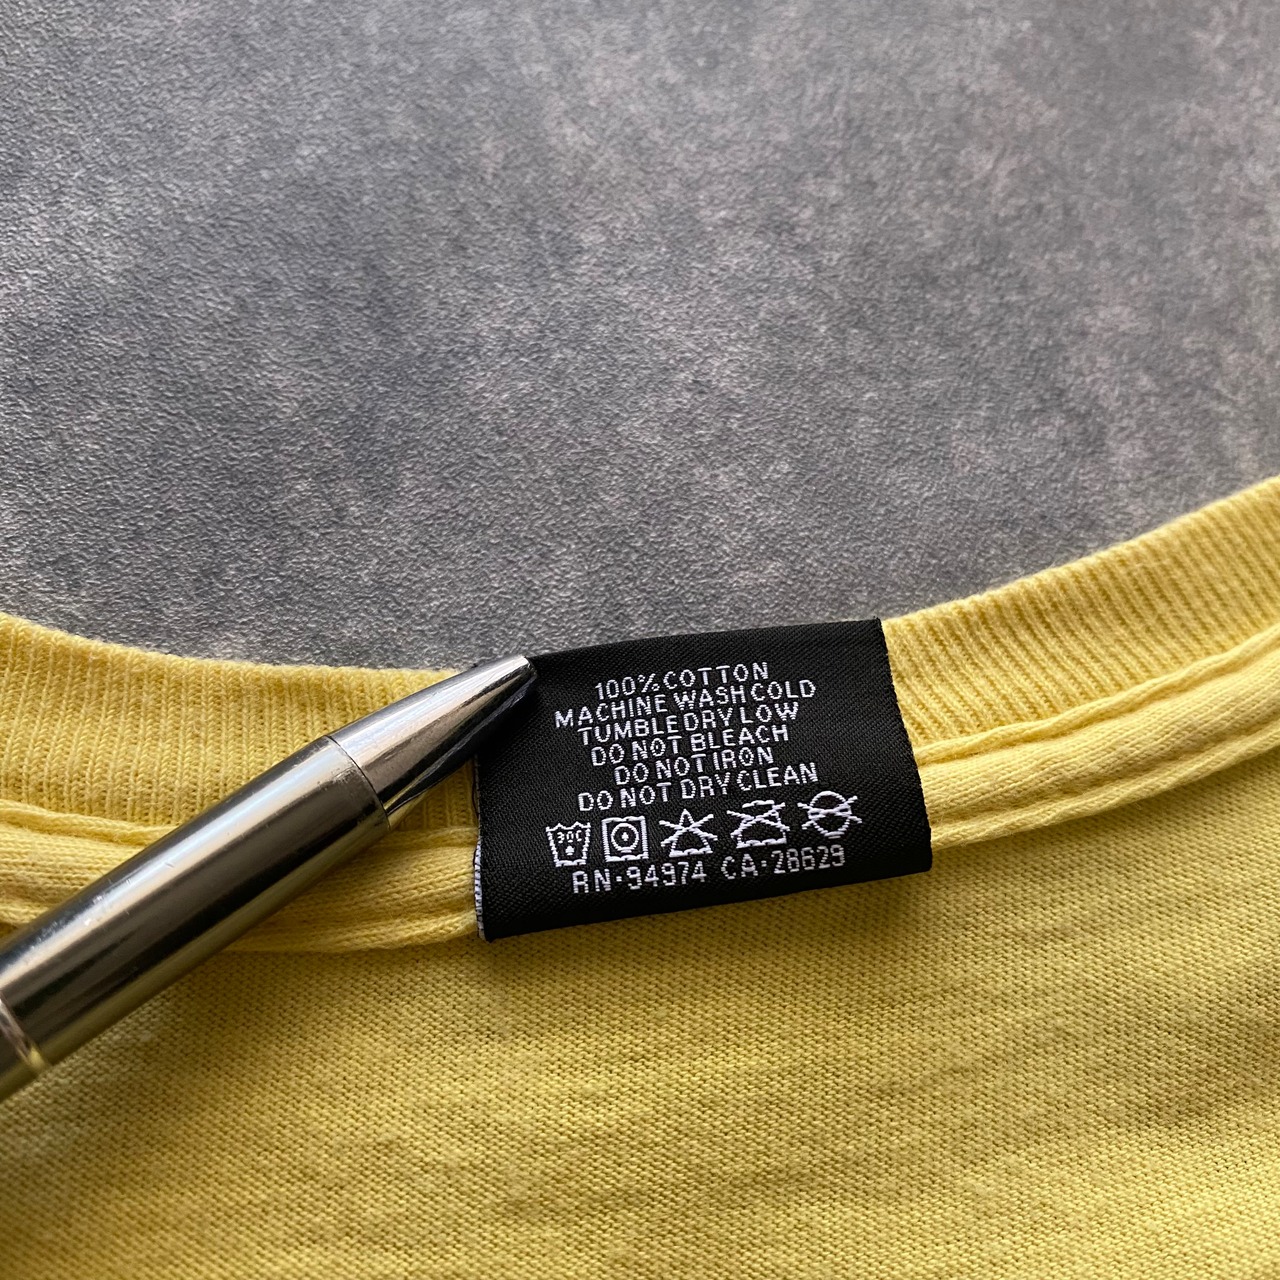 100% COTTON
MACHINE WASH COLD
TUMBLE DRY LOW
DO NOT BLEACH
DO NOT IRON
DO NOT DRY CLEAN
30C
RN·94974 CA·28629